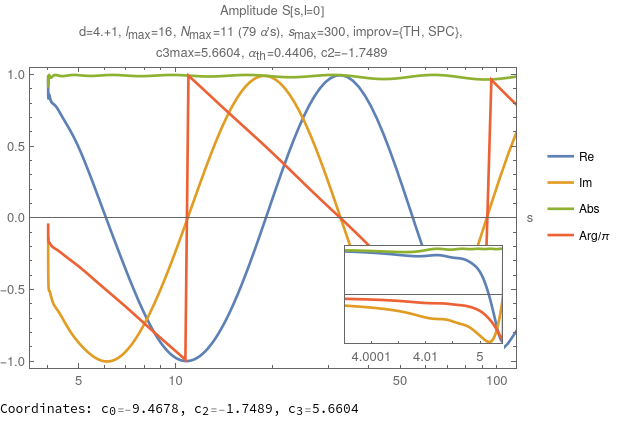 Amplitude S[s,l=0]
d=4.+1, lmax=16, Nmax=11 (79 α's), smax=300, improv={TH, SPC},
c3max=5.6604, αth=0.4406, c2=-1.7489
1.0
0.5
0.0
-0.5
-1.0
s
Re
Im
Abs
Arg/π
4.0001 4.01 5
5 10 50 100
Coordinates: c0=-9.4678, c2=-1.7489, c3=5.6604